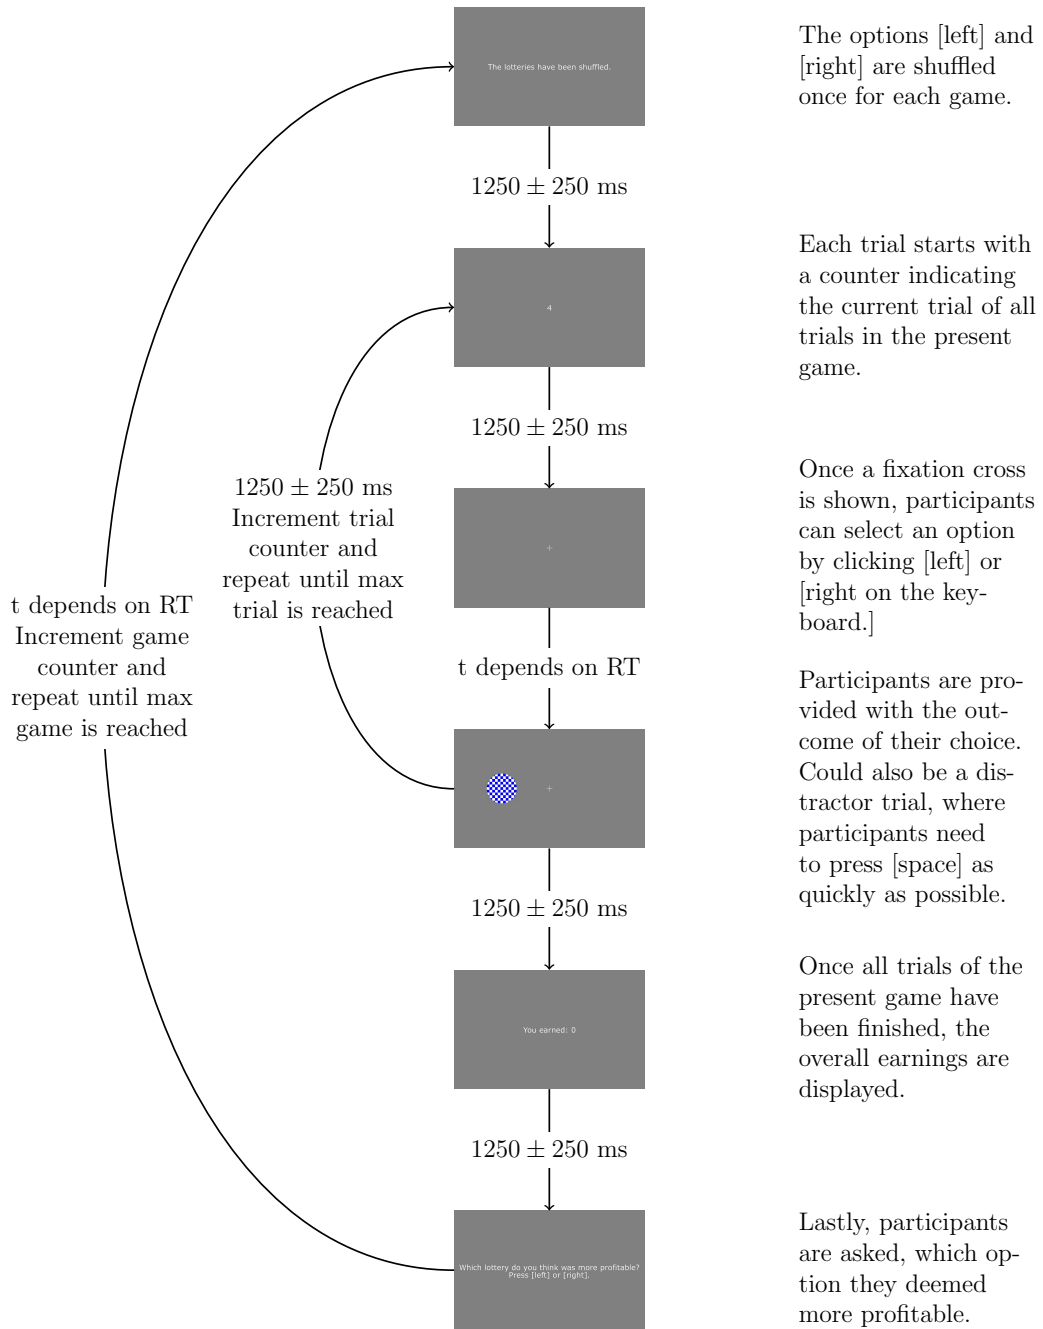 The lotteries have been shuffled.
The options [left] and
[right] are shuffled
once for each game.
1250 ± 250 ms
4
Each trial starts with
a counter indicating
the current trial of all
trials in the present
game.
1250 ± 250 ms
+
Once a fixation cross
is shown, participants
can select an option
by clicking [left] or
[right on the key-
board.]
1250 ± 250 ms
Increment trial
counter and
repeat until max
trial is reached
t depends on RT
Increment game
counter and
repeat until max
game is reached
t depends on RT
+
Participants are pro-
vided with the out-
come of their choice.
Could also be a dis-
tractor trial, where
participants need
to press [space] as
quickly as possible.
1250 ± 250 ms
You earned: 0
Once all trials of the
present game have
been finished, the
overall earnings are
displayed.
1250 ± 250 ms
Which lottery do you think was more profitable?
Press [left] or [right].
Lastly, participants
are asked, which op-
tion they deemed
more profitable.